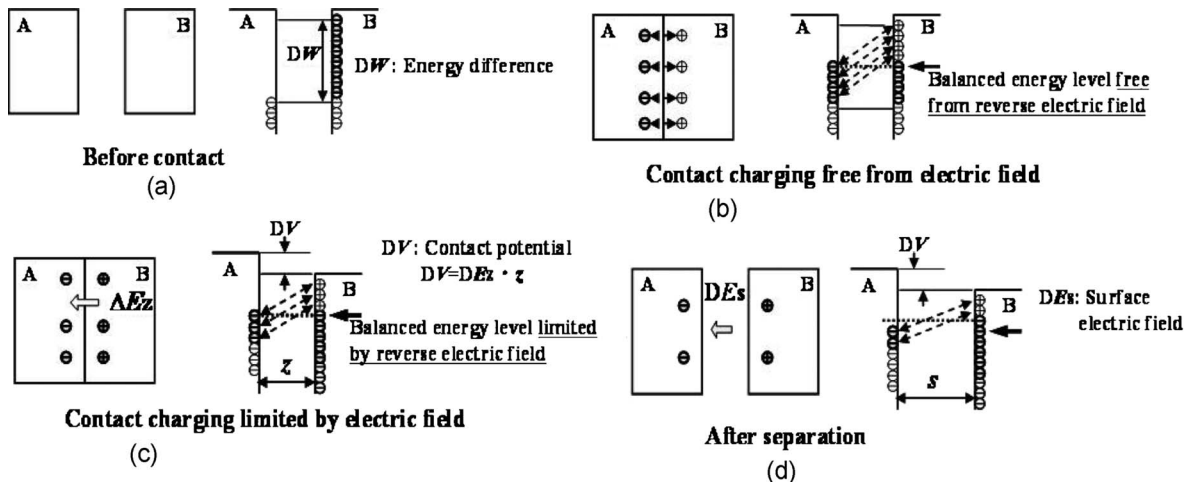 A
B
A
B
DW
DW: Energy difference
Before contact
(a)
A
B
A
B
Balanced energy level free
from reverse electric field
Contact charging free from electric field
(b)
A
B
ΔEz
DV
A
B
z
DV: Contact potential
DV=DEz・z
Balanced energy level limited
by reverse electric field
Contact charging limited by electric field
(c)
A
B
DEs
DV
A
B
s
DEs: Surface
electric field
After separation
(d)